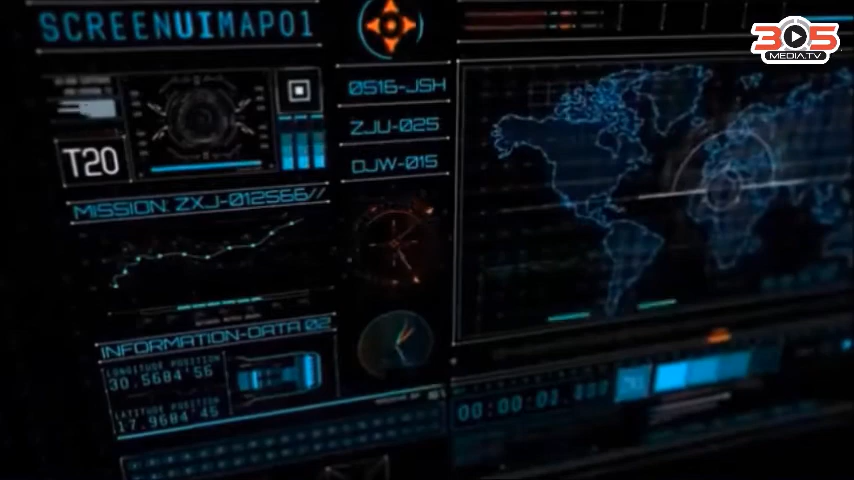 SCREENUIMAP01
305
MEDIA.TV
0516-JSH
ZJU-025
DJW-015
T20
MISSION: ZXJ-012566//
INFORMATION-DATA 02
LONGITUDE POSITION
30.5684'55
LATITUDE POSITION
17.9684'45